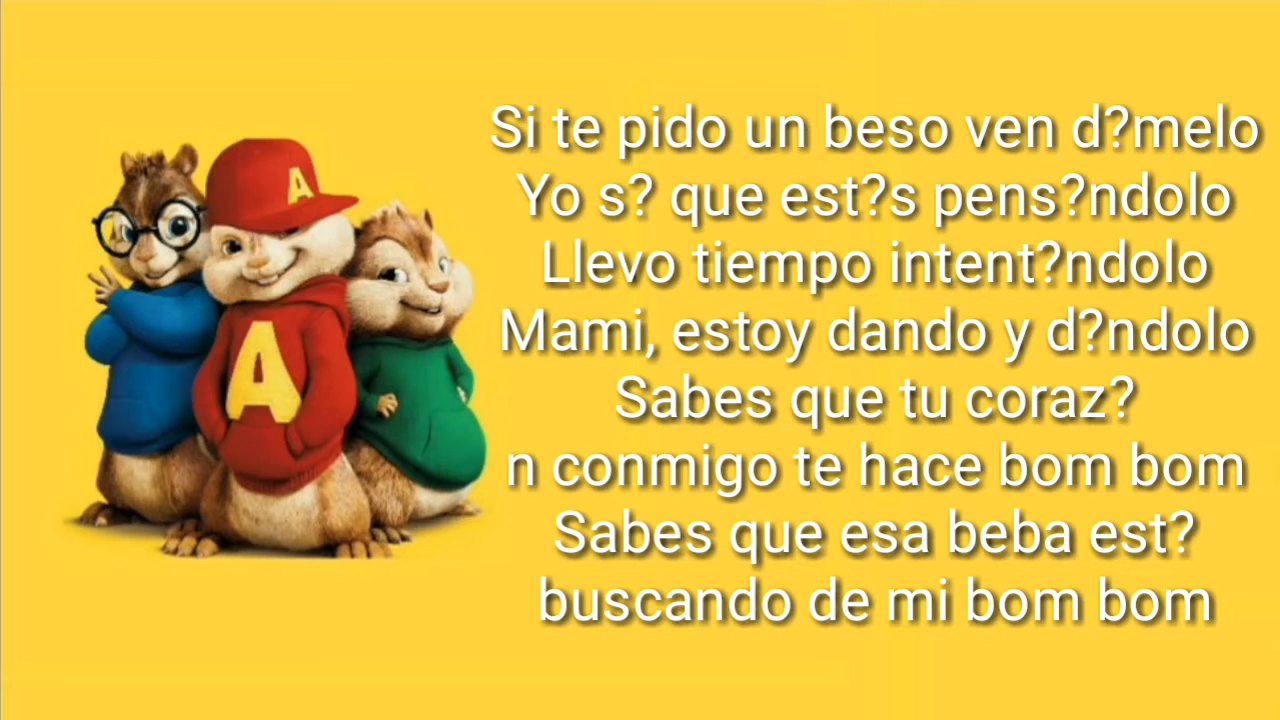 Si te pido un beso ven d?melo
Yo s? que est?s pens?ndolo
Llevo tiempo intent?ndolo
Mami, estoy dando y d?ndolo
Sabes que tu coraz?
n conmigo te hace bom bom
Sabes que esa beba est?
buscando de mi bom bom
A
A